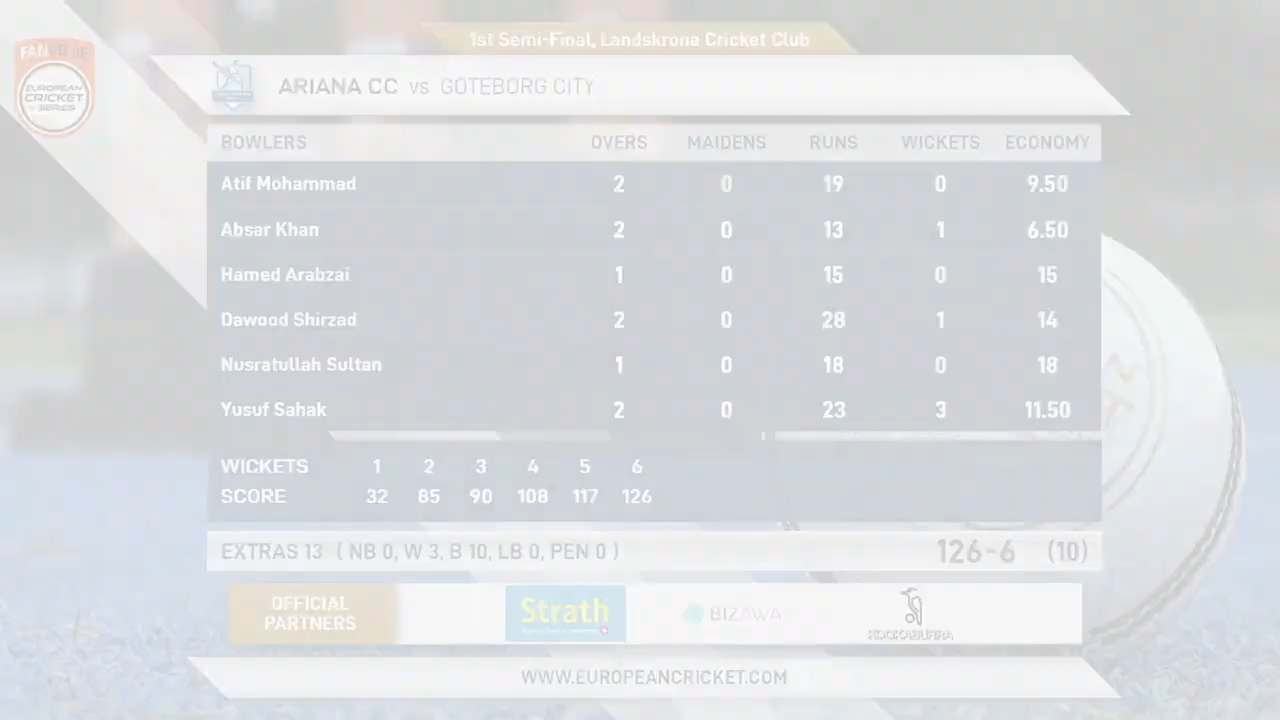 1st Semi-Final, Landskrona Cricket Club
EUROPEAN
CRICKET
SERIES
ARIANA CC vs GOTEBORG CITY
BOWLERS OVERS MAIDENS RUNS WICKETS ECONOMY
Atif Mohammad 2 0 19 0 9.50
Absar Khan 2 0 13 1 6.50
Hamed Arabzai 1 0 15 0 15
Dawood Shirzad 2 0 28 1 14
Nusratullah Sultan 1 0 18 0 18
Yusuf Sahak 2 0 23 3 11.50
WICKETS 1 2 3 4 5 6
SCORE 32 85 90 108 117 126
EXTRAS 13 ( NB 0, W 3, B 10, LB 0, PEN 0 ) 126-6 (10)
OFFICIAL
PARTNERS
Strath
BIZAWA
KOOKABURRA
WWW.EUROPEANCRICKET.COM